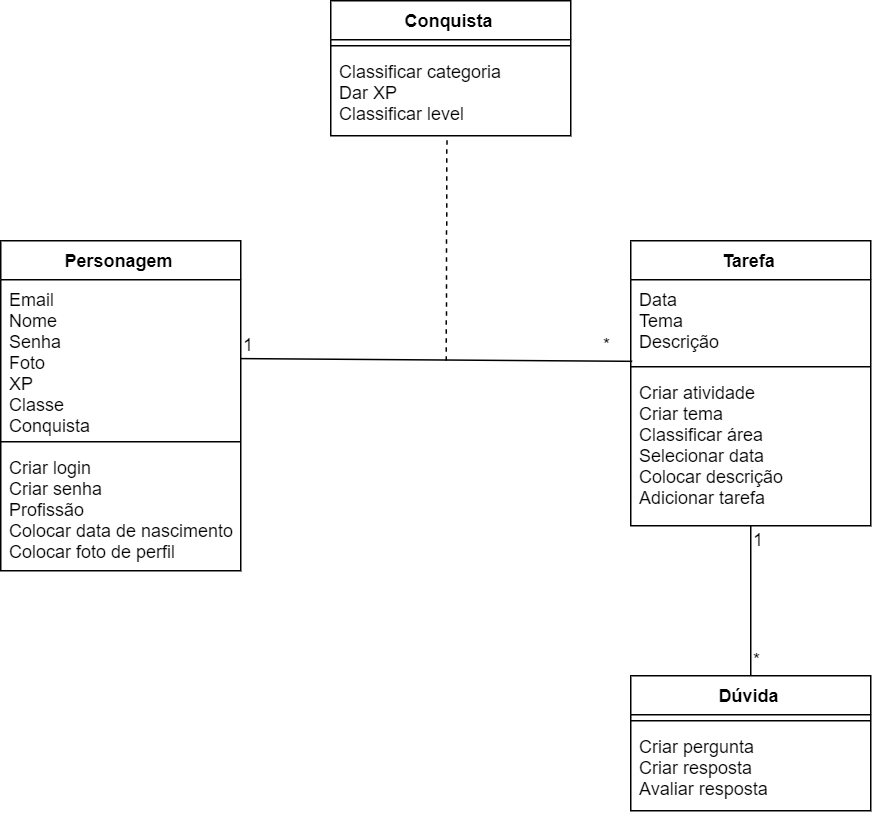 Conquista
Classificar categoria
Dar XP
Classificar level
Personagem
Email
Nome
Senha
Foto
XP
Classe
Conquista
Criar login
Criar senha
Profissão
Colocar data de nascimento
Colocar foto de perfil
1
*
Tarefa
Data
Tema
Descrição
Criar atividade
Criar tema
Classificar área
Selecionar data
Colocar descrição
Adicionar tarefa
1
*
Dúvida
Criar pergunta
Criar resposta
Avaliar resposta